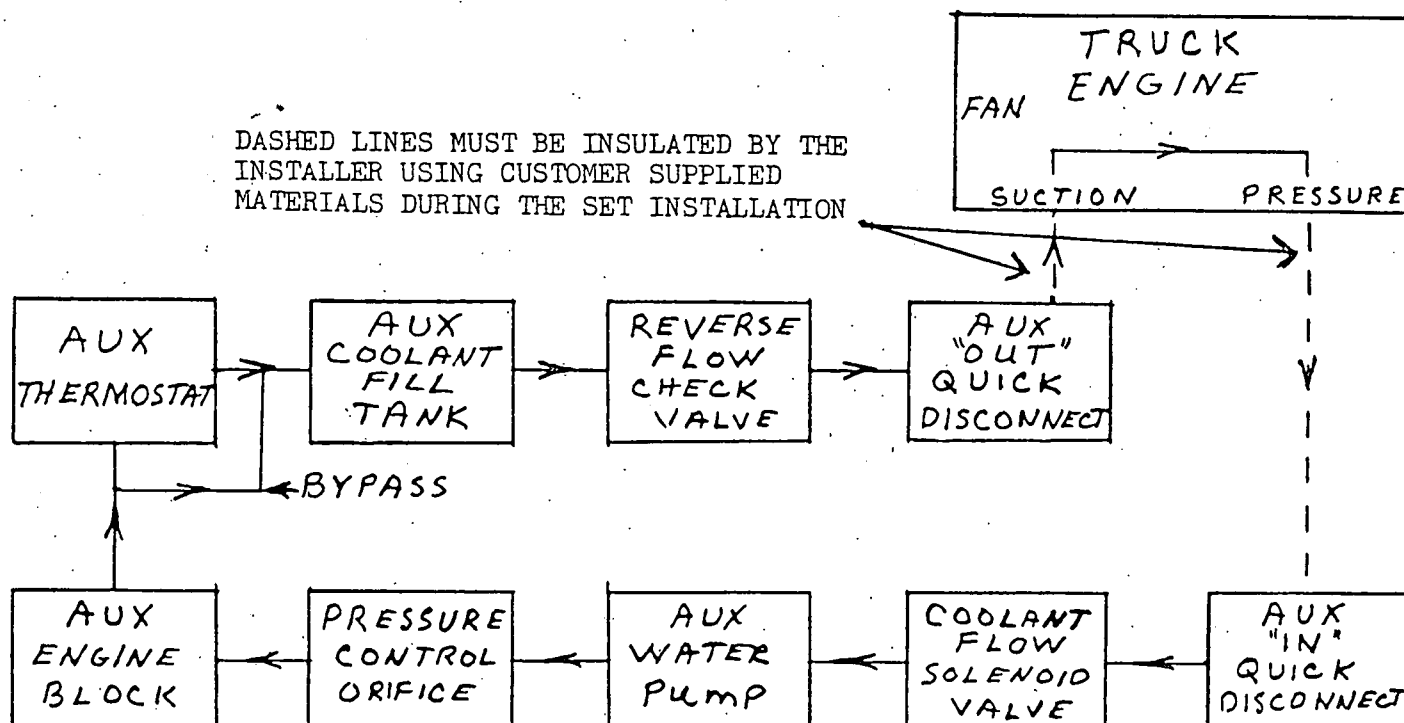 TRUCK
ENGINE
FAN
SUCTION PRESSURE
DASHED LINES MUST BE INSULATED BY THE
INSTALLER USING CUSTOMER SUPPLIED
MATERIALS DURING THE SET INSTALLATION
AUX
THERMOSTAT
AUX
COOLANT
FILL
TANK
REVERSE
FLOW
CHECK
VALVE
AUX
"OUT"
QUICK
DISCONNECT
BYPASS
AUX
ENGINE
BLOCK
PRESSURE
CONTROL
ORIFICE
AUX
WATER
Pump
COOLANT
FLOW
SOLENOID
VALVE
AUX
"IN"
QUICK
DISCONNECT